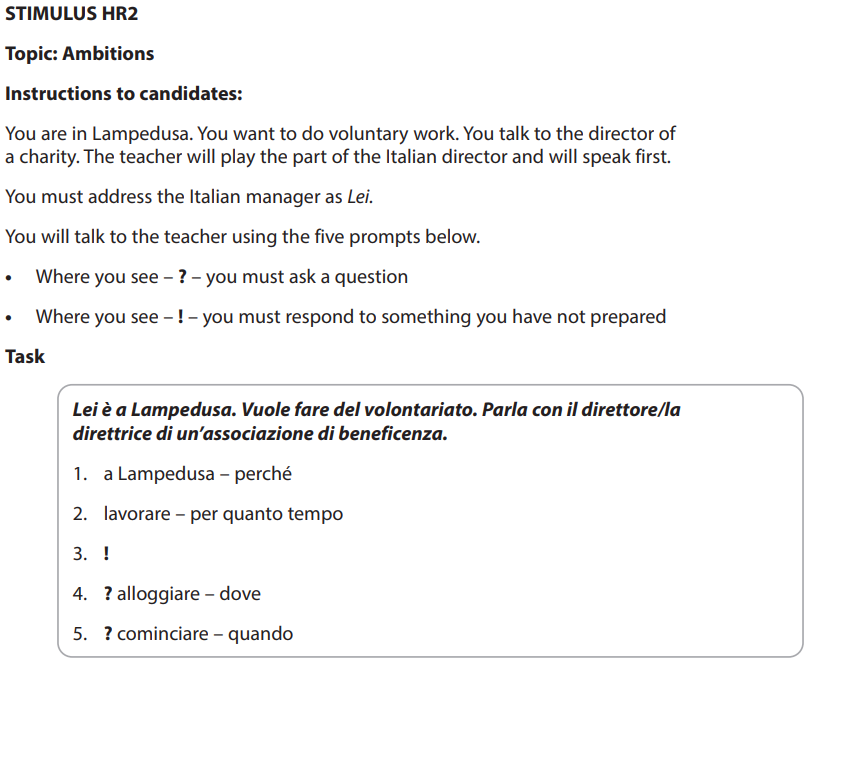 STIMULUS HR2
Topic: Ambitions
Instructions to candidates:
You are in Lampedusa. You want to do voluntary work. You talk to the director of
a charity. The teacher will play the part of the Italian director and will speak first.
You must address the Italian manager as Lei.
You will talk to the teacher using the five prompts below.
• Where you see – ? – you must ask a question
• Where you see – ! – you must respond to something you have not prepared
Task
Lei è a Lampedusa. Vuole fare del volontariato. Parla con il direttore/la
direttrice di un’associazione di beneficenza.
1. a Lampedusa – perché
2. lavorare – per quanto tempo
3. !
4. ? alloggiare – dove
5. ? cominciare – quando